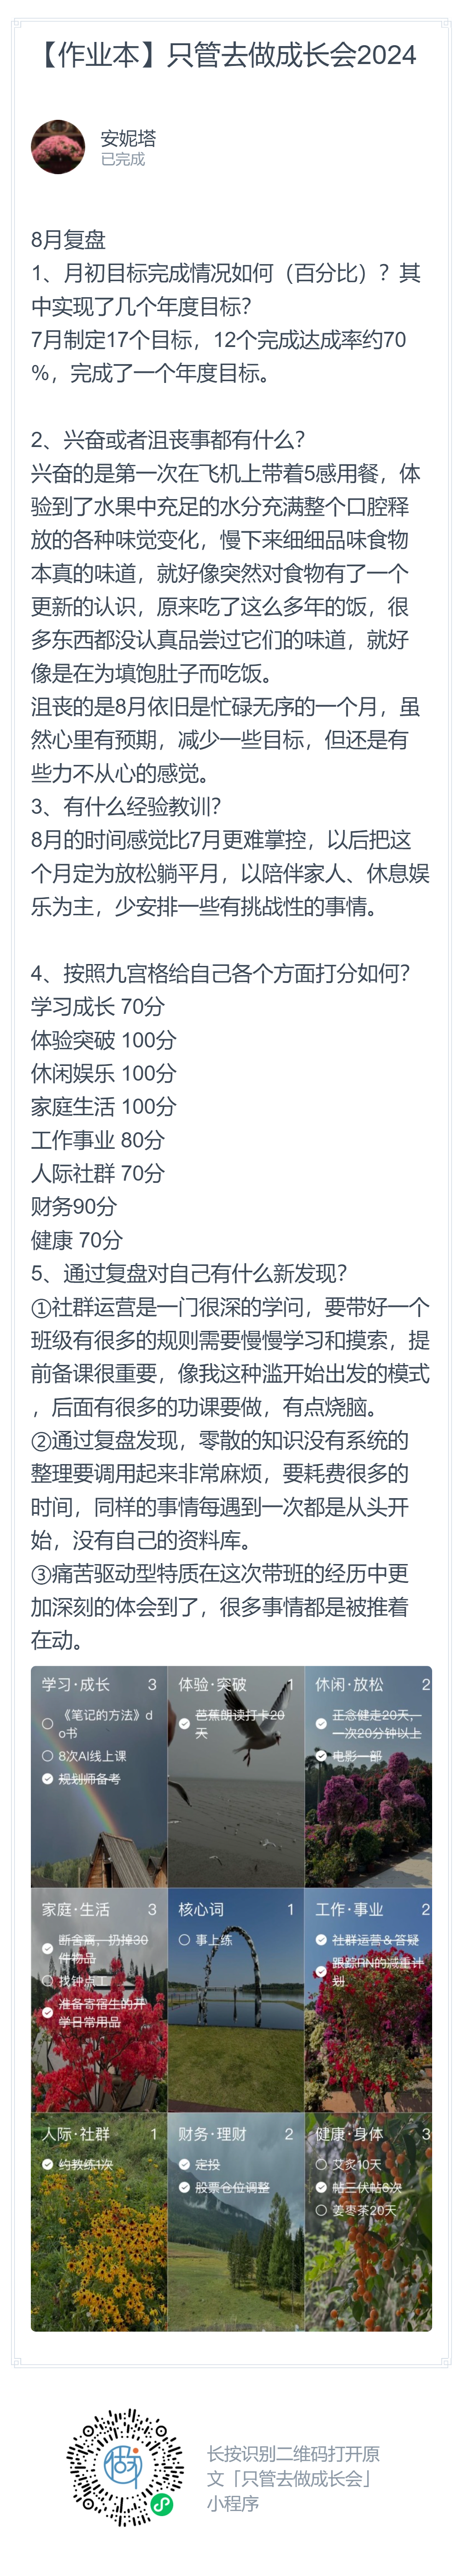 【作业本】只管去做成长会2024
安妮塔
已完成
8月复盘
1、月初目标完成情况如何（百分比）？其
中实现了几个年度目标？
7月制定17个目标，12个完成达成率约70
%，完成了一个年度目标。
2、兴奋或者沮丧事都有什么？
兴奋的是第一次在飞机上带着5感用餐，体
验到了水果中充足的水分充满整个口腔释
放的各种味觉变化，慢下来细细品味食物
本真的味道，就好像突然对食物有了一个
更新的认识，原来吃了这么多年的饭，很
多东西都没认真品尝过它们的味道，就好
像是在为填饱肚子而吃饭。
沮丧的是8月依旧是忙碌无序的一个月，虽
然心里有预期，减少一些目标，但还是有
些力不从心的感觉。
3、有什么经验教训？
8月的时间感觉比7月更难掌控，以后把这
个月定为放松躺平月，以陪伴家人、休息娱
乐为主，少安排一些有挑战性的事情。
4、按照九宫格给自己各个方面打分如何？
学习成长 70分
体验突破 100分
休闲娱乐 100分
家庭生活 100分
工作事业 80分
人际社群 70分
财务90分
健康 70分
5、通过复盘对自己有什么新发现？
①社群运营是一门很深的学问，要带好一个
班级有很多的规则需要慢慢学习和摸索，提
前备课很重要，像我这种滥开始出发的模式
，后面有很多的功课要做，有点烧脑。
②通过复盘发现，零散的知识没有系统的
整理要调用起来非常麻烦，要耗费很多的
时间，同样的事情每遇到一次都是从头开
始，没有自己的资料库。
③痛苦驱动型特质在这次带班的经历中更
加深刻的体会到了，很多事情都是被推着
在动。
学习·成长 3
《笔记的方法》d
o书
8次AI线上课
规划师备考
体验·突破 1
芭蕉朗读打卡20
天
休闲·放松 2
正念健走20天，
一次20分钟以上
电影一部
家庭·生活 3
断舍离，扔掉30
件物品
找钟点工
准备寄宿生的开
学日常用品
核心词 1
事上练
工作·事业 2
社群运营＆答疑
跟踪RN的减重计
划
人际·社群 1
约教练1次
财务·理财 2
定投
股票仓位调整
健康·身体 3
艾灸10天
帖三伏帖6次
姜枣茶20天
做好
长按识别二维码打开原
文「只管去做成长会」
小程序